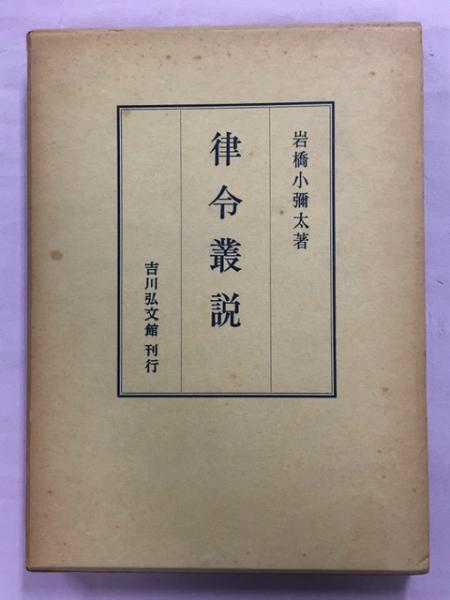 岩橋小彌太著
律令叢説
吉川弘文館 刊行